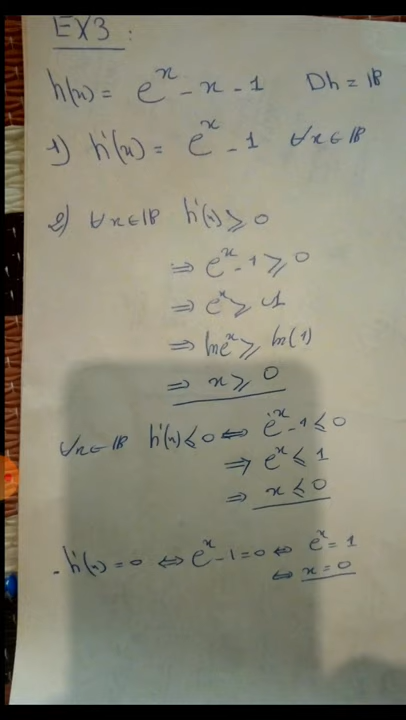 EX3 :
h(x) = e^x - x - 1 Dh = ℝ
1) h'(x) = e^x - 1 ∀x∈ℝ
2) ∀x∈ℝ h'(x) ⩾ 0
⇒ e^x - 1 ⩾ 0
⇒ e^x ⩾ 1
⇒ ln e^x ⩾ ln(1)
⇒ x ⩾ 0
∀x∈ℝ h'(x) ⩽ 0 ⇔ e^x - 1 ⩽ 0
⇒ e^x ⩽ 1
⇒ x ⩽ 0
- h'(x) = 0 ⇔ e^x - 1 = 0 ⇔ e^x = 1
⇔ x = 0